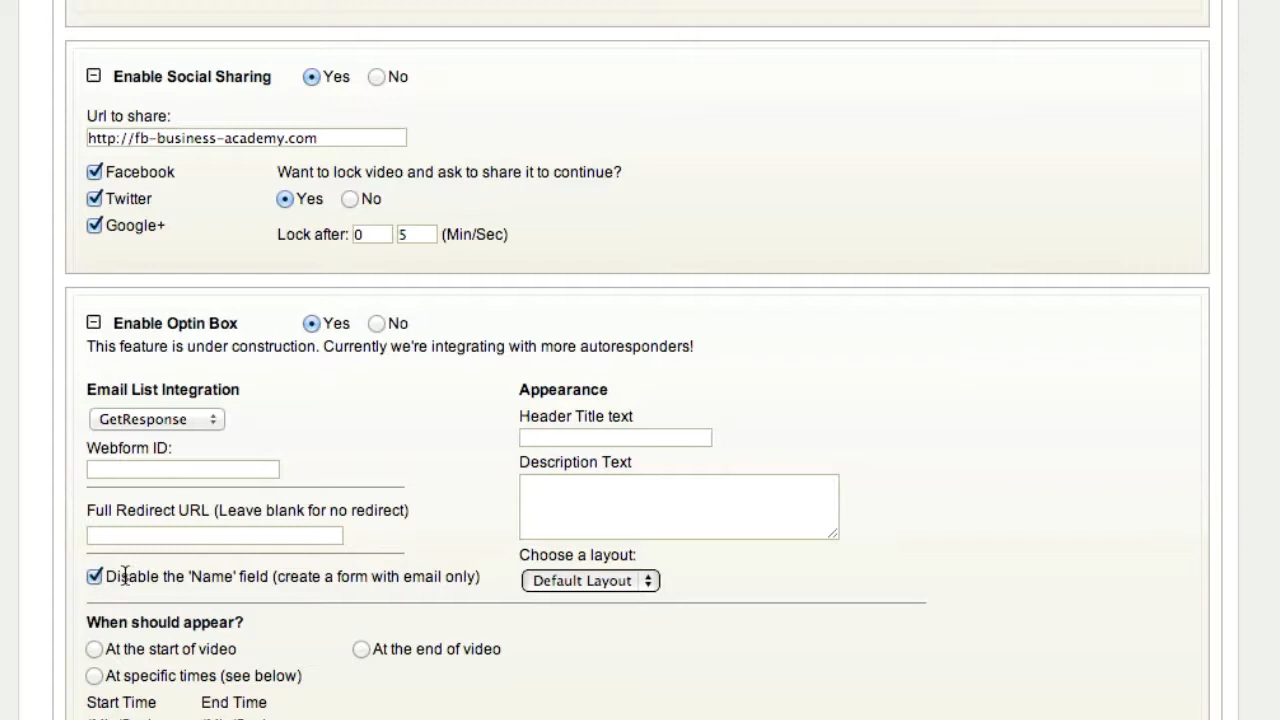 Enable Social Sharing Yes No
Url to share:
http://fb-business-academy.com
Facebook Want to lock video and ask to share it to continue?
Twitter Yes No
Google+ Lock after: 0 5 (Min/Sec)
Enable Optin Box Yes No
This feature is under construction. Currently we're integrating with more autoresponders!
Email List Integration
GetResponse
Webform ID:
Full Redirect URL (Leave blank for no redirect)
Disable the 'Name' field (create a form with email only)
Appearance
Header Title text
Description Text
Choose a layout:
Default Layout
When should appear?
At the start of video At the end of video
At specific times (see below)
Start Time End Time